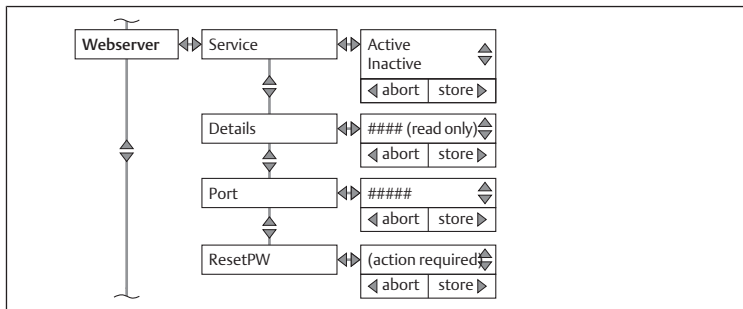 Webserver
Service
Active
Inactive
abort store
Details
#### (read only)
abort store
Port
#####
abort store
ResetPW
(action required)
abort store